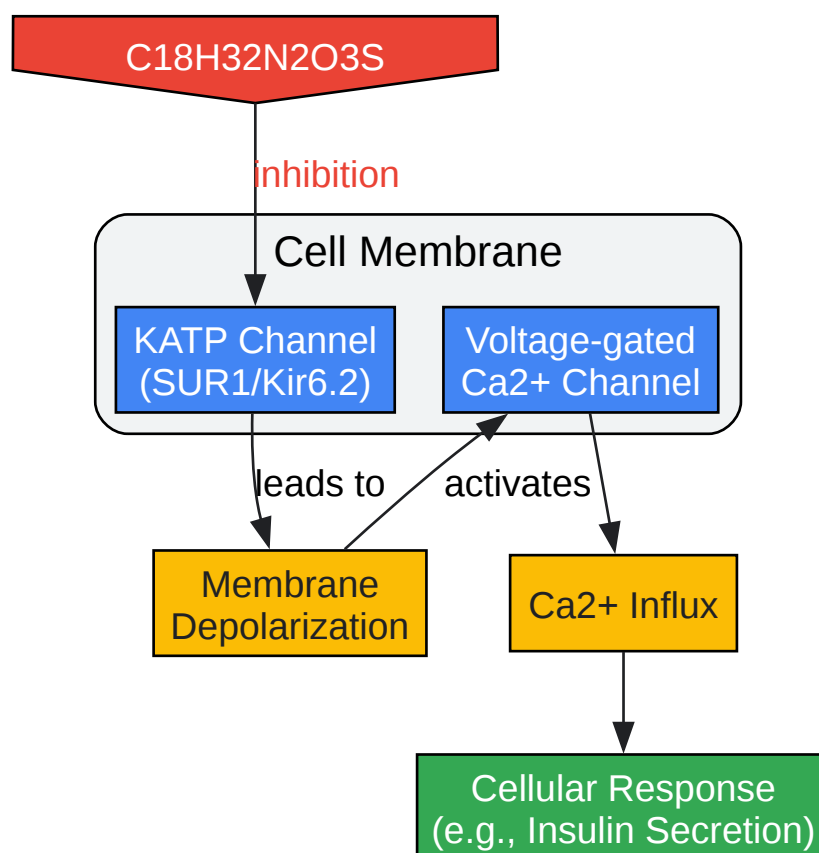 C18H32N2O3S
inhibition
Cell Membrane
KATP Channel
(SUR1/Kir6.2)
Voltage-gated
Ca2+ Channel
leads to
activates
Membrane
Depolarization
Ca2+ Influx
Cellular Response
(e.g., Insulin Secretion)